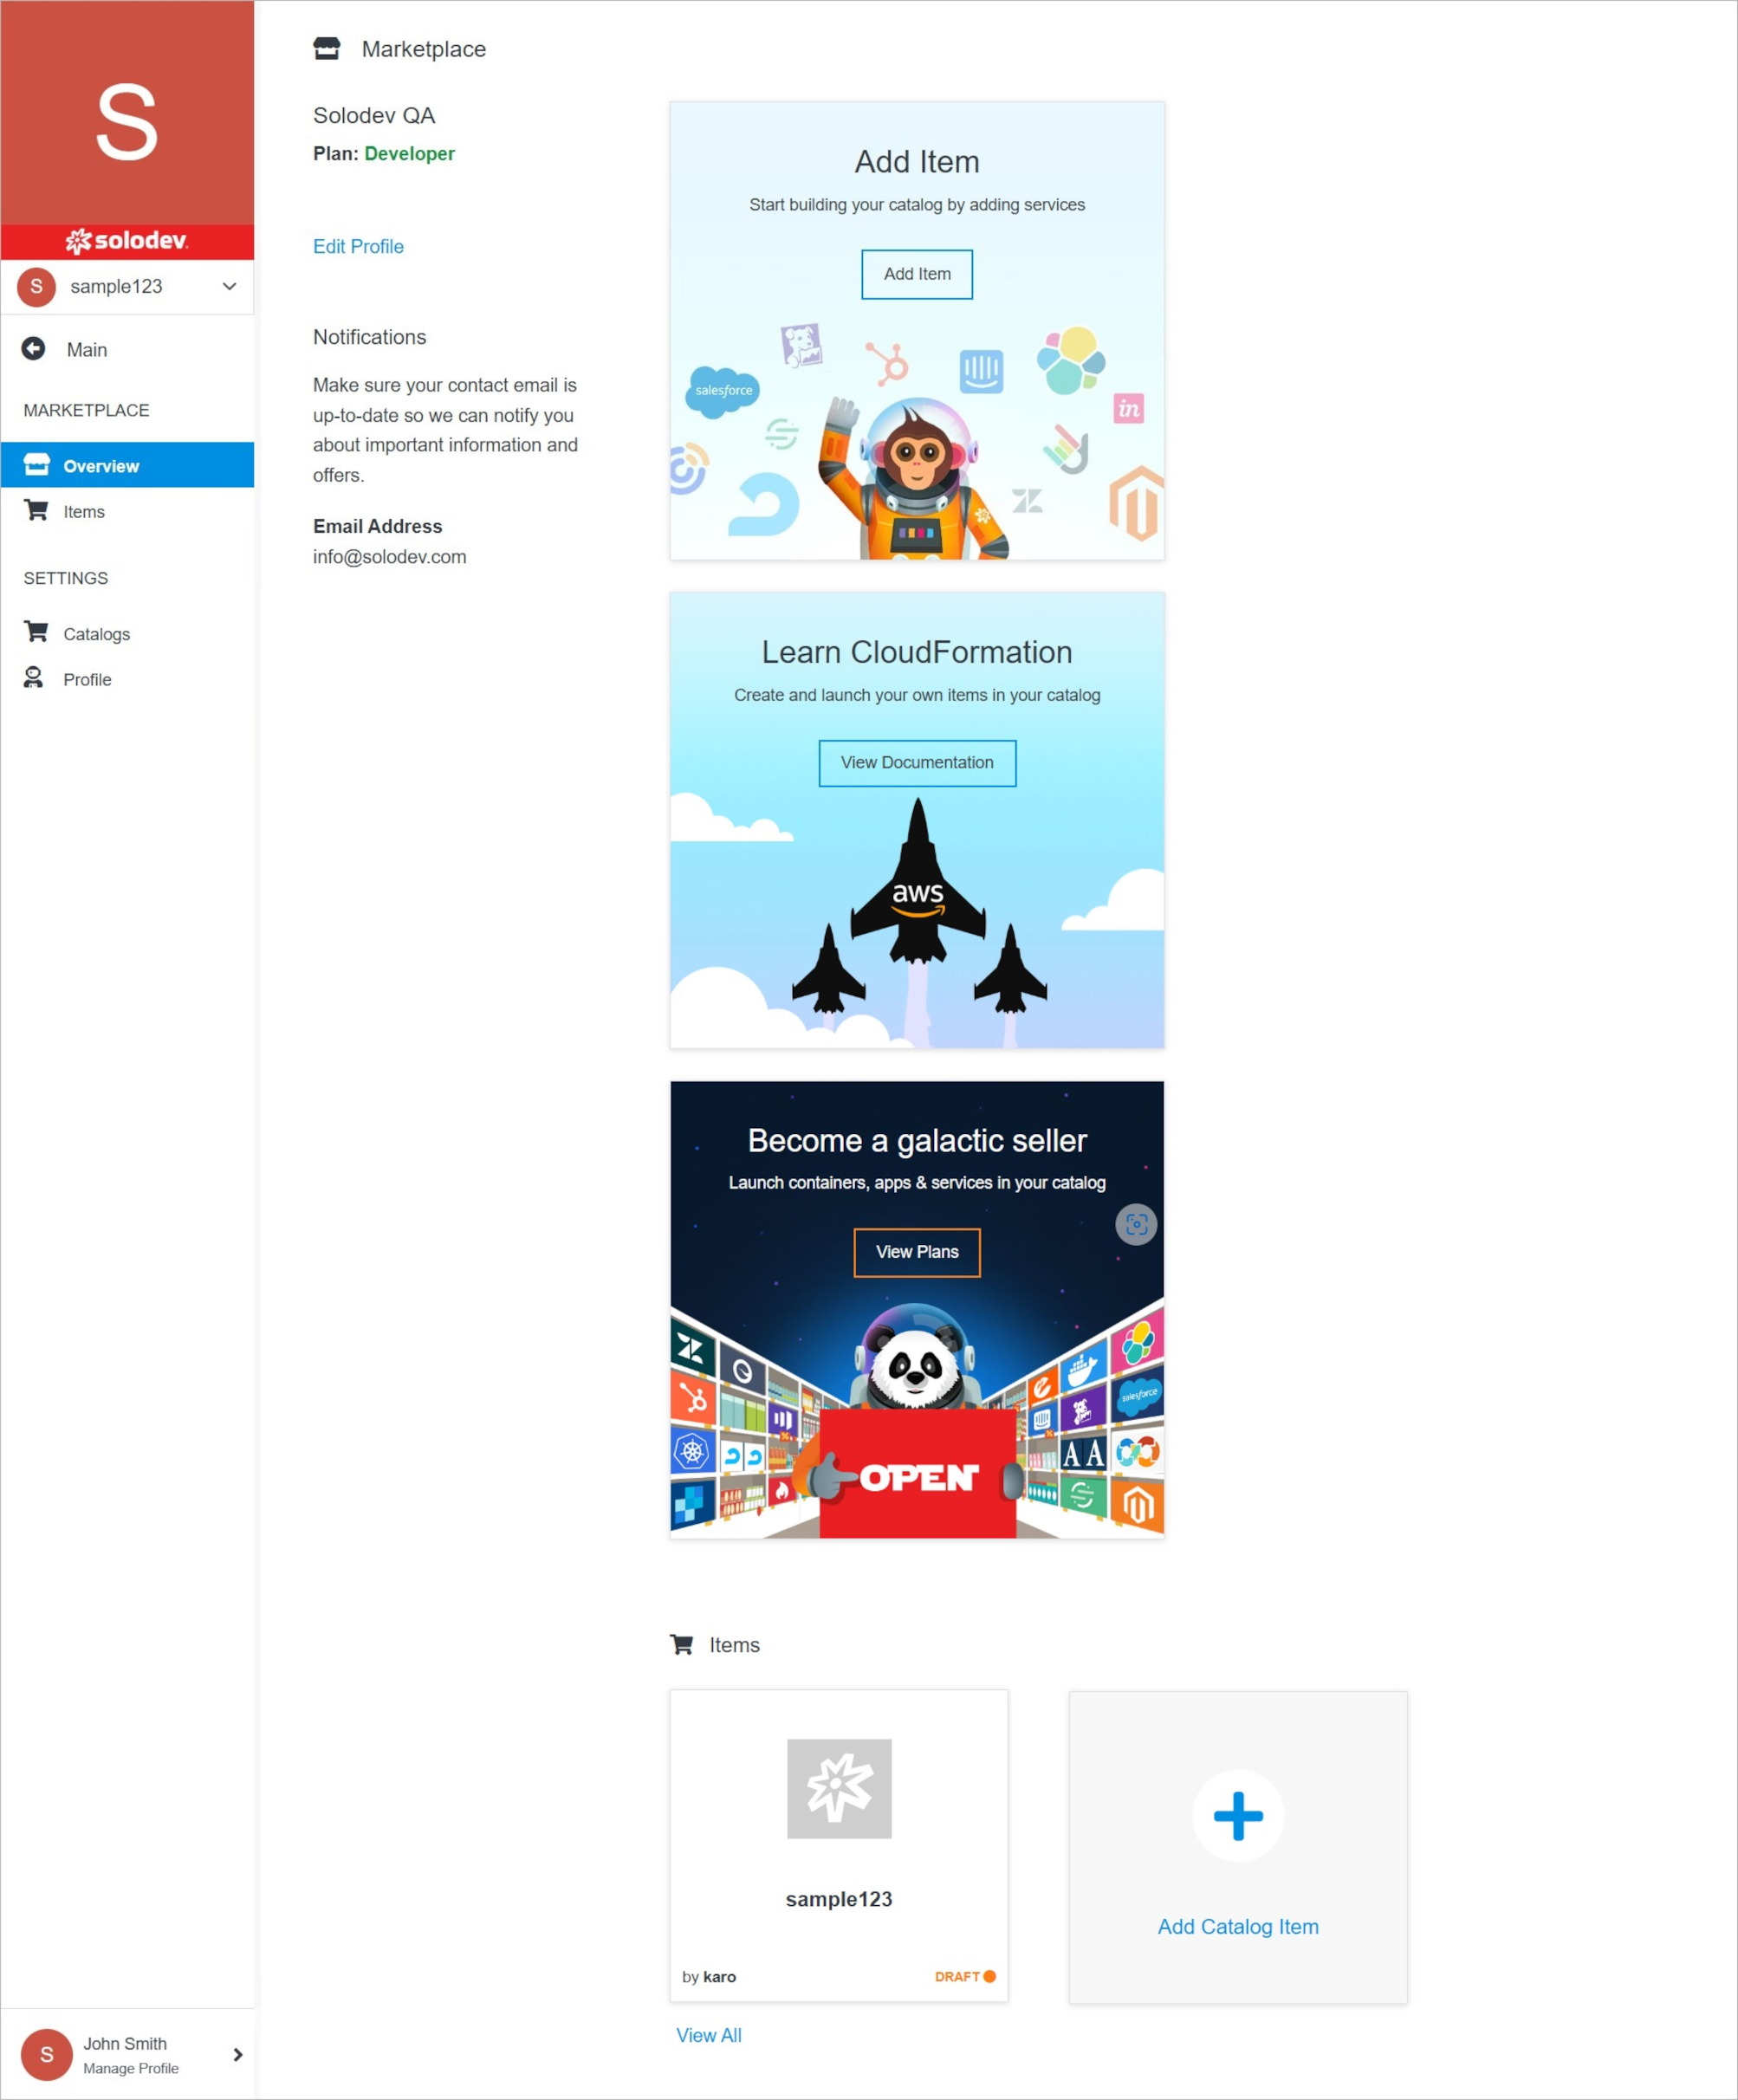 S
solodev
S sample123
Main
MARKETPLACE
Overview
Items
SETTINGS
Catalogs
Profile
S
John Smith
Manage Profile
Marketplace
Solodev QA
Plan: Developer
Edit Profile
Notifications
Make sure your contact email is
up-to-date so we can notify you
about important information and
offers.
Email Address
info@solodev.com
Add Item
Start building your catalog by adding services
Add Item
salesforce
in
Learn CloudFormation
Create and launch your own items in your catalog
View Documentation
aws
Become a galactic seller
Launch containers, apps & services in your catalog
View Plans
salesforce
A A
OPEN
Items
sample123
by karo
DRAFT
Add Catalog Item
View All